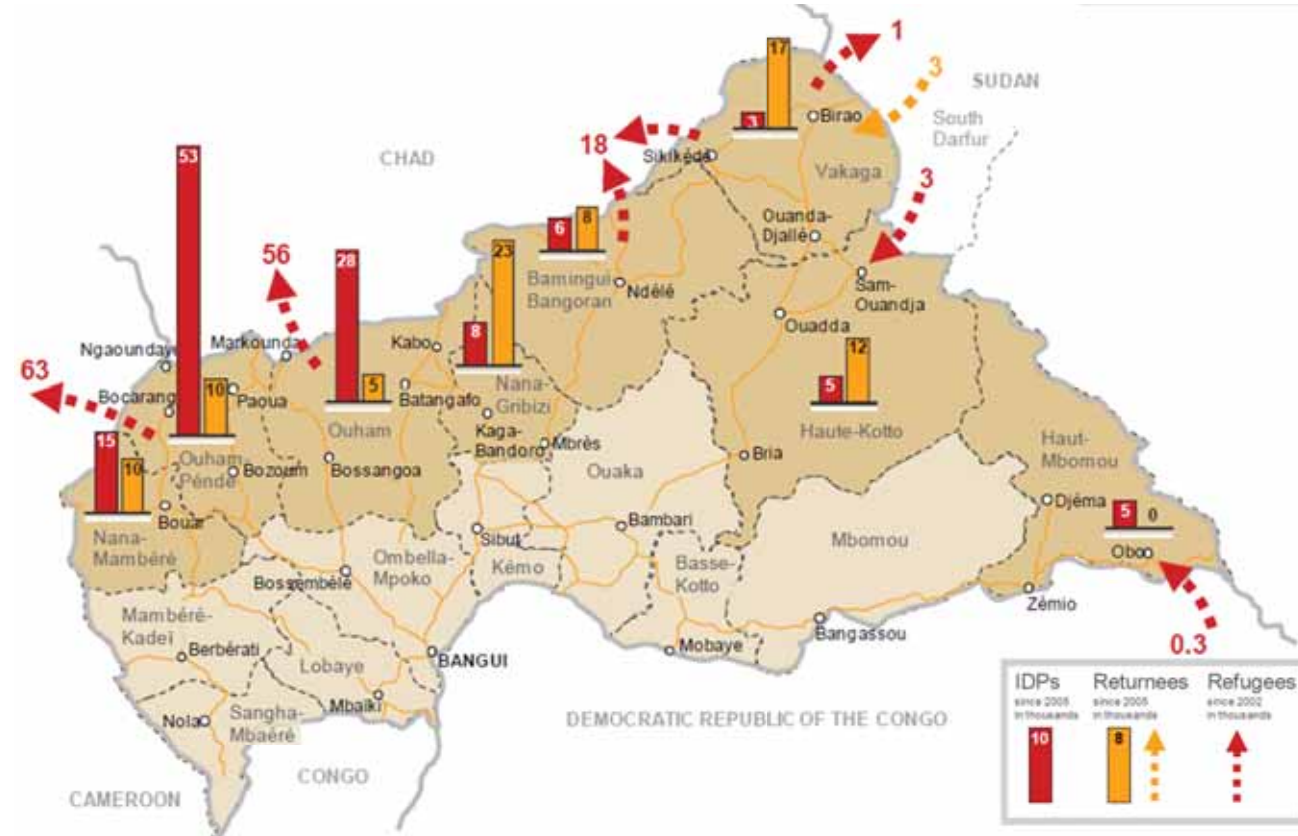 1
17
3
SUDAN
Birao
South
Darfur
3
18
CHAD
53
Sikikédé
Vakaga
3
Ouanda-
Djallé
6
8
23
56
28
Bamingui
Bangoran
Ndélé
Sam-
Ouandja
Ouadda
8
Kabo
Markounda
Ngaoundaye
12
63
Bocarang
10
Paoua
5
Batangafo
Nana-
Gribizi
5
Haute-Kotto
15
10
Ouham
Kaga-
Bandoro
Mbrès
Ouham-
Péndé
Bozoum
Bossangoa
Ouaka
Bria
Haut-
Mbomou
Bouar
Djéma
5
0
Nana-
Mambéré
Sibut
Bambari
Mbomou
Obo
Ombella-
Mpoko
Kémo
Basse-
Kotto
Bossembélé
Zémio
Mambéré-
Kadeï
Bangassou
0.3
Berbérati
Lobaye
BANGUI
Mobaye
Mbaïki
Nola
Sangha-
Mbaéré
DEMOCRATIC REPUBLIC OF THE CONGO
CONGO
CAMEROON
IDPs
since 2005
in thousands
10
Returnees
since 2005
in thousands
8
Refugees
since 2002
in thousands